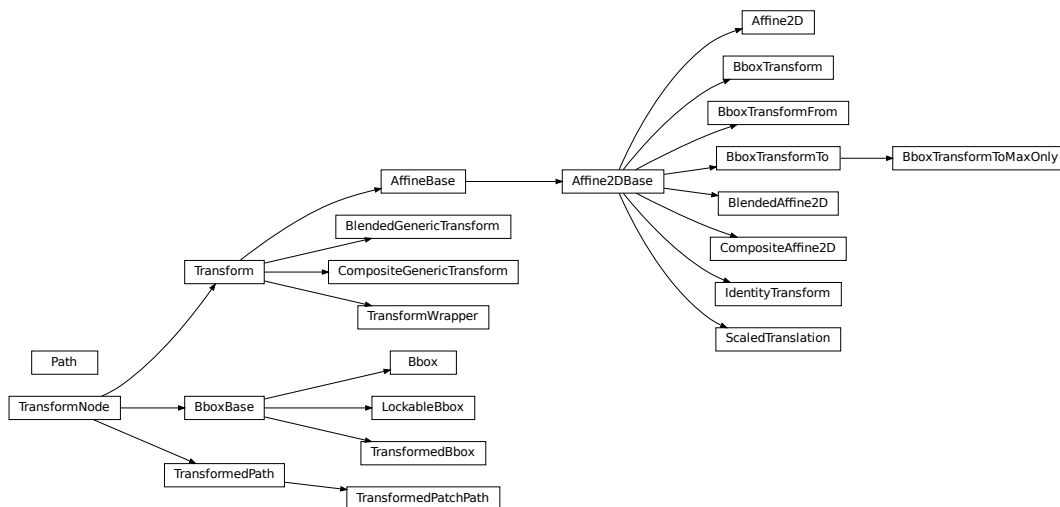 Affine2D
BboxTransform
BboxTransformFrom
BboxTransformTo
BboxTransformToMaxOnly
AffineBase
Affine2DBase
BlendedAffine2D
BlendedGenericTransform
CompositeAffine2D
Transform
CompositeGenericTransform
IdentityTransform
TransformWrapper
ScaledTranslation
Path
Bbox
TransformNode
BboxBase
LockableBbox
TransformedBbox
TransformedPath
TransformedPatchPath